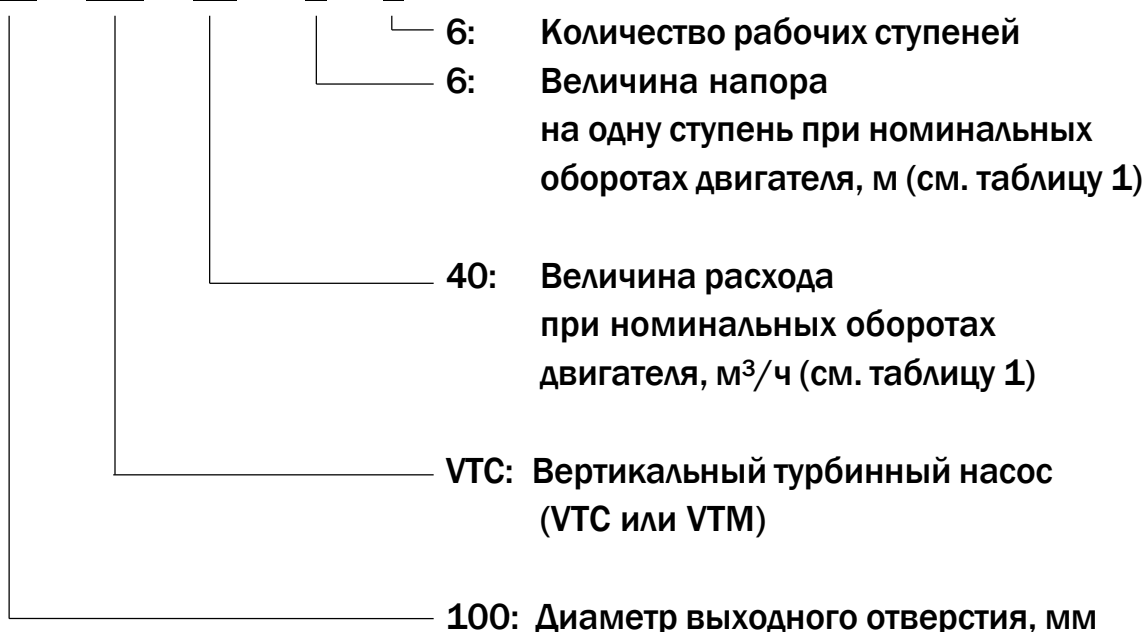 6: Количество рабочих ступеней
6: Величина напора
на одну ступень при номинальных
оборотах двигателя, м (см. таблицу 1)
40: Величина расхода
при номинальных оборотах
двигателя, м³/ч (см. таблицу 1)
VTC: Вертикальный турбинный насос
(VTC или VTM)
100: Диаметр выходного отверстия, мм